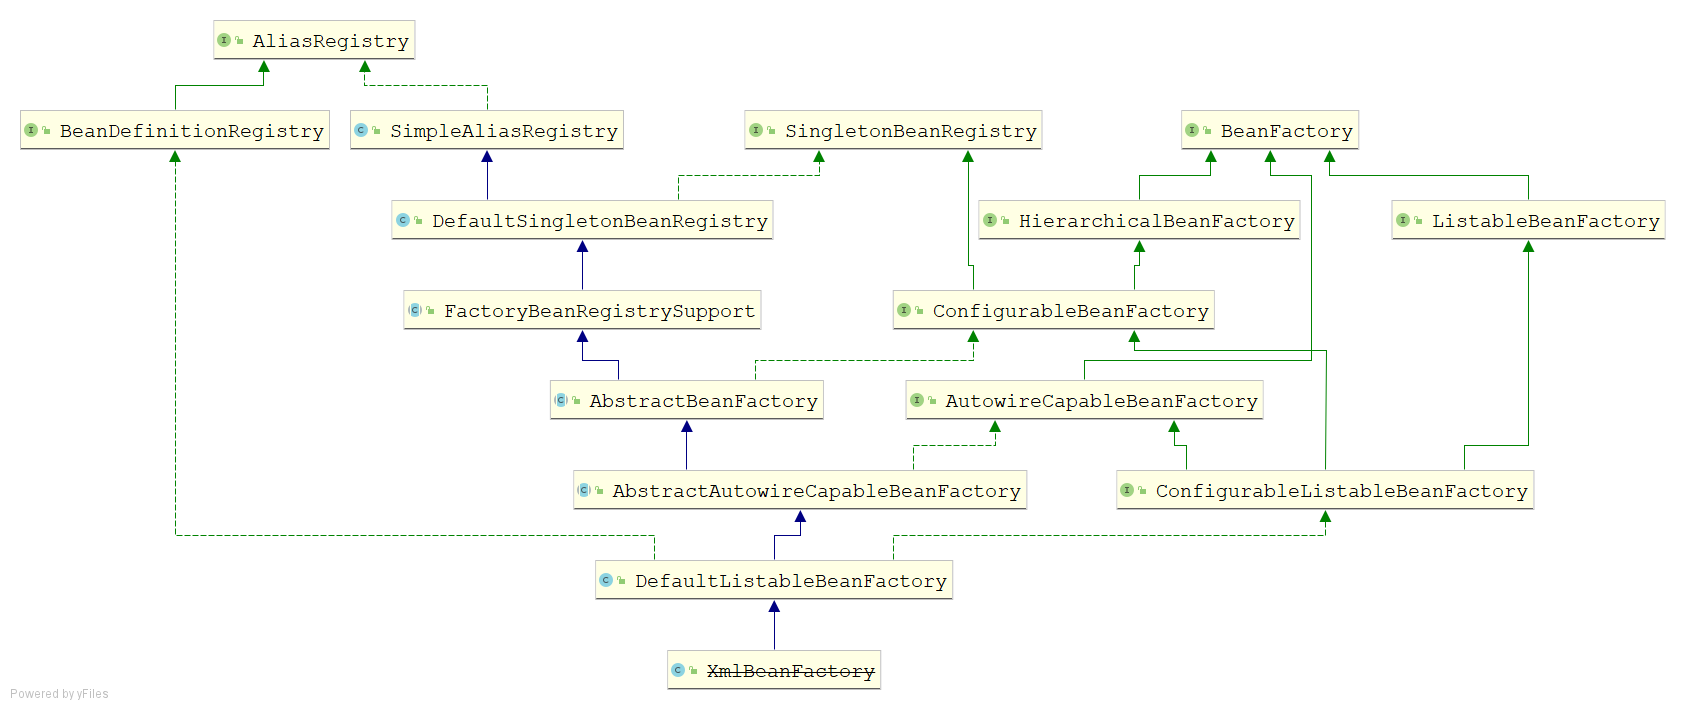 AliasRegistry
BeanDefinitionRegistry
SimpleAliasRegistry
SingletonBeanRegistry
BeanFactory
DefaultSingletonBeanRegistry
HierarchicalBeanFactory
ListableBeanFactory
FactoryBeanRegistrySupport
ConfigurableBeanFactory
AbstractBeanFactory
AutowireCapableBeanFactory
AbstractAutowireCapableBeanFactory
ConfigurableListableBeanFactory
DefaultListableBeanFactory
XmlBeanFactory
Powered by yFiles